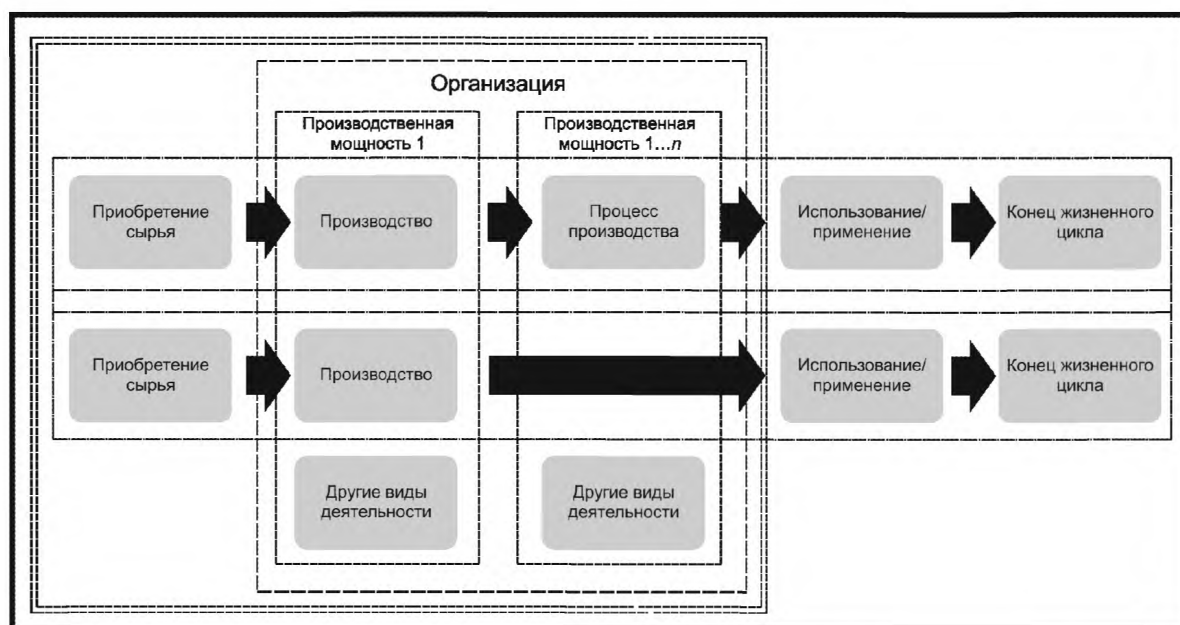 Организация
Производственная
мощность 1
Производственная
мощность 1...n
Приобретение
сырья
Производство
Процесс
производства
Использование/
применение
Конец жизненного
цикла
Приобретение
сырья
Производство
Использование/
применение
Конец жизненного
цикла
Другие виды
деятельности
Другие виды
деятельности